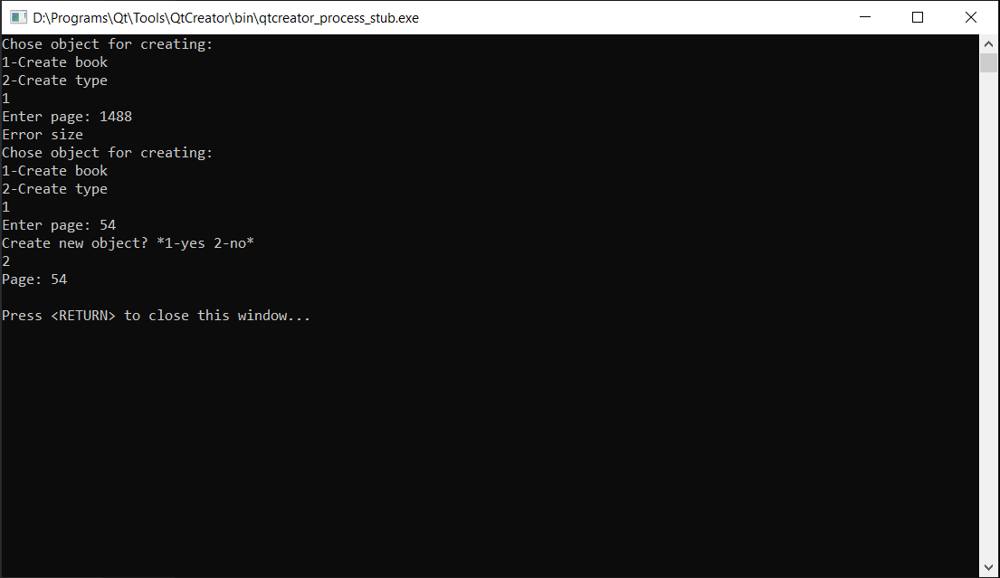 D:\Programs\Qt\Tools\QtCreator\bin\qtcreator_process_stub.exe
Chose object for creating:
1-Create book
2-Create type
1
Enter page: 1488
Error size
Chose object for creating:
1-Create book
2-Create type
1
Enter page: 54
Create new object? *1-yes 2-no*
2
Page: 54
Press <RETURN> to close this window...